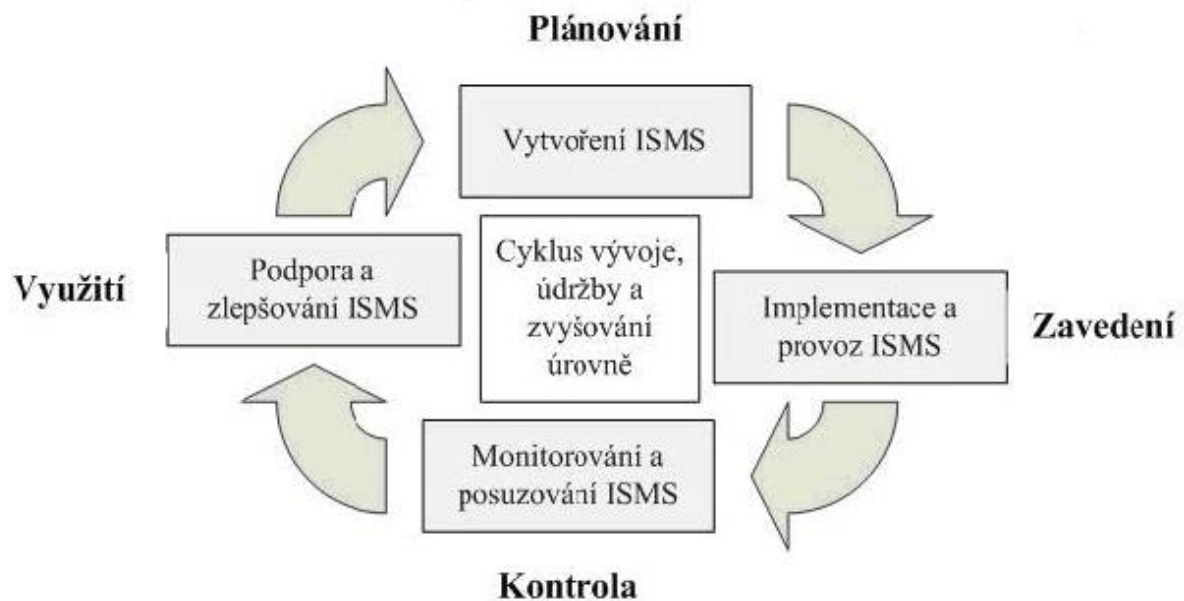 Plánování
Vytvoření ISMS
Využití
Podpora a
zlepšování ISMS
Cyklus vývoje,
údržby a
zvyšování
úrovně
Implementace a
provoz ISMS
Zavedení
Monitorování a
posuzování ISMS
Kontrola